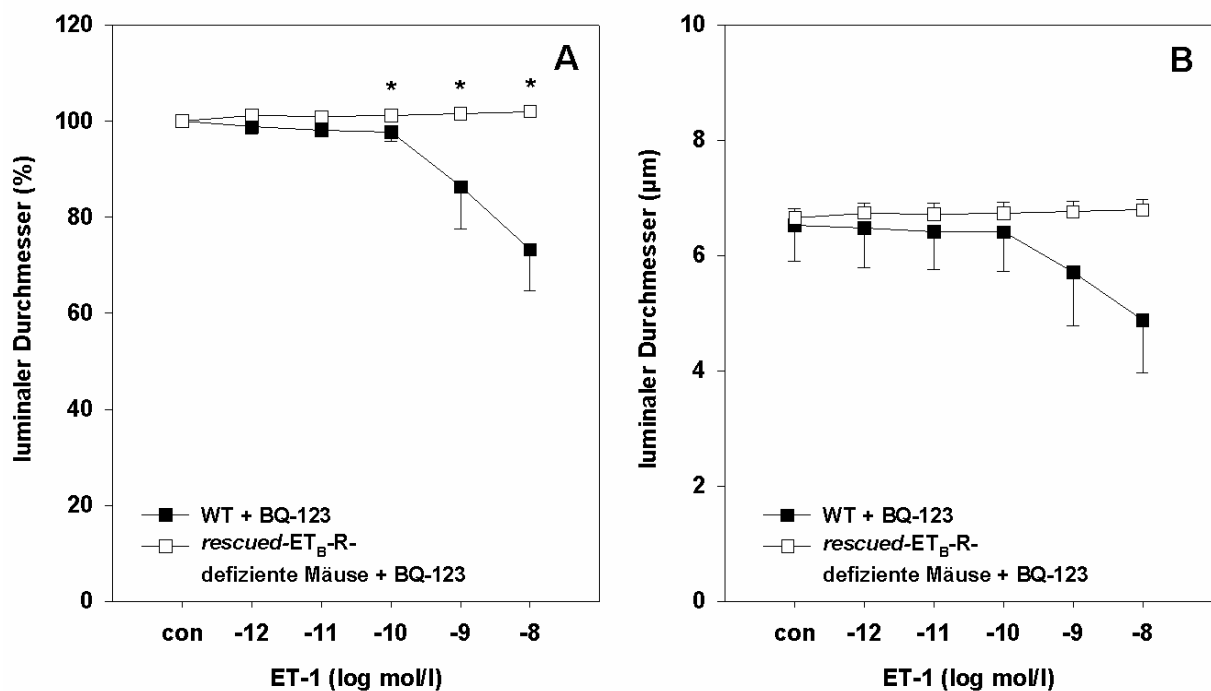 A
120
100
80
60
40
20
0
luminaler Durchmesser (%)
* * *
WT + BQ-123
rescued-ETB-R-
defiziente Mäuse + BQ-123
con -12 -11 -10 -9 -8
ET-1 (log mol/l)
B
10
8
6
4
2
0
luminaler Durchmesser (µm)
WT + BQ-123
rescued-ETB-R-
defiziente Mäuse + BQ-123
con -12 -11 -10 -9 -8
ET-1 (log mol/l)